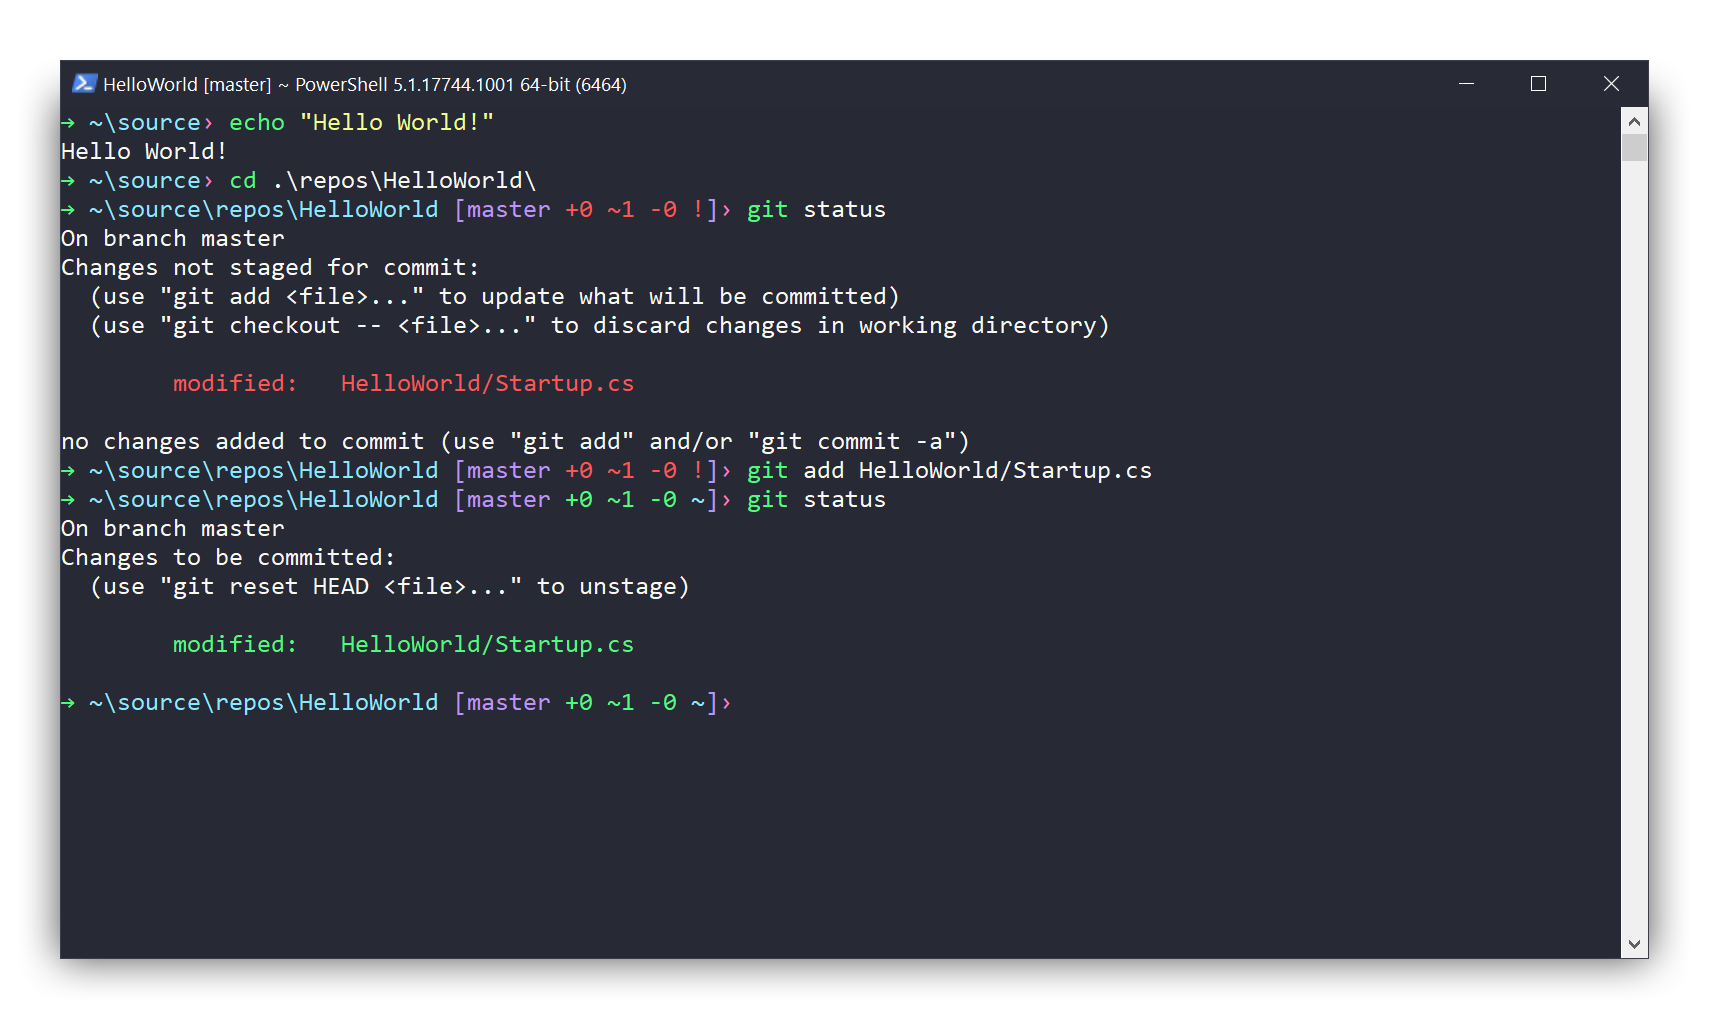 HelloWorld [master] ~ PowerShell 5.1.17744.1001 64-bit (6464)
→ ~\source› echo "Hello World!"
Hello World!
→ ~\source› cd .\repos\HelloWorld\
→ ~\source\repos\HelloWorld [master +0 ~1 -0 !]› git status
On branch master
Changes not staged for commit:
  (use "git add <file>..." to update what will be committed)
  (use "git checkout -- <file>..." to discard changes in working directory)
        modified:   HelloWorld/Startup.cs
no changes added to commit (use "git add" and/or "git commit -a")
→ ~\source\repos\HelloWorld [master +0 ~1 -0 !]› git add HelloWorld/Startup.cs
→ ~\source\repos\HelloWorld [master +0 ~1 -0 ~]› git status
On branch master
Changes to be committed:
  (use "git reset HEAD <file>..." to unstage)
        modified:   HelloWorld/Startup.cs
→ ~\source\repos\HelloWorld [master +0 ~1 -0 ~]›